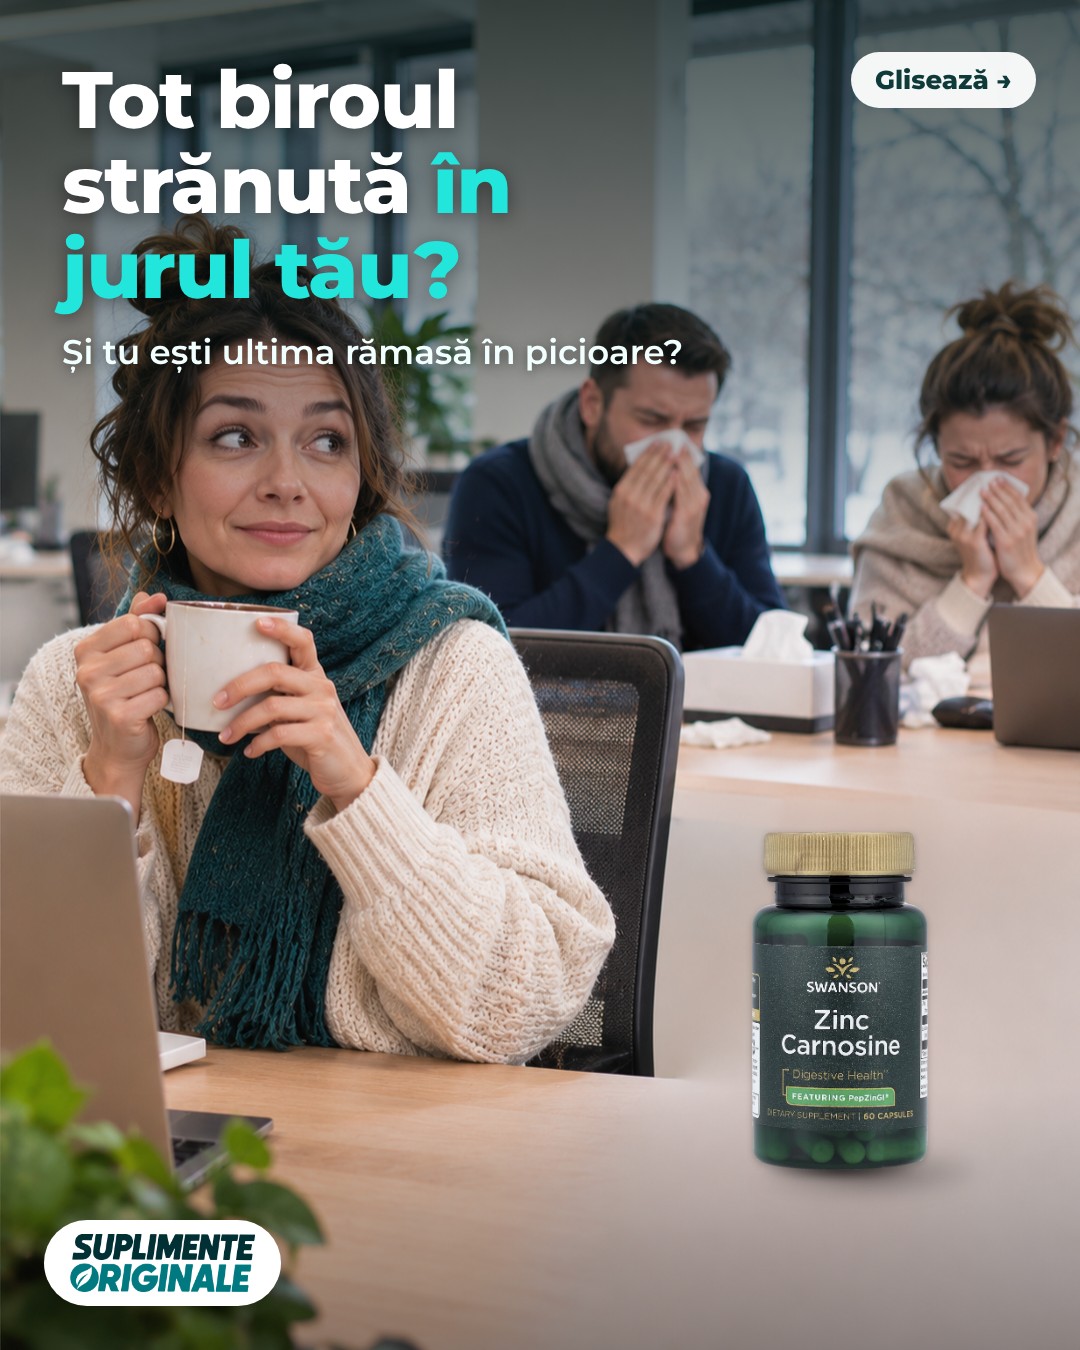 Tot biroul
strănută în
jurul tău?
Și tu ești ultima rămasă în picioare?
Glisează →
SWANSON
Zinc
Carnosine
Digestive Health™
FEATURING PepZinGI®
DIETARY SUPPLEMENT | 60 CAPSULES
SUPLIMENTE
ORIGINALE